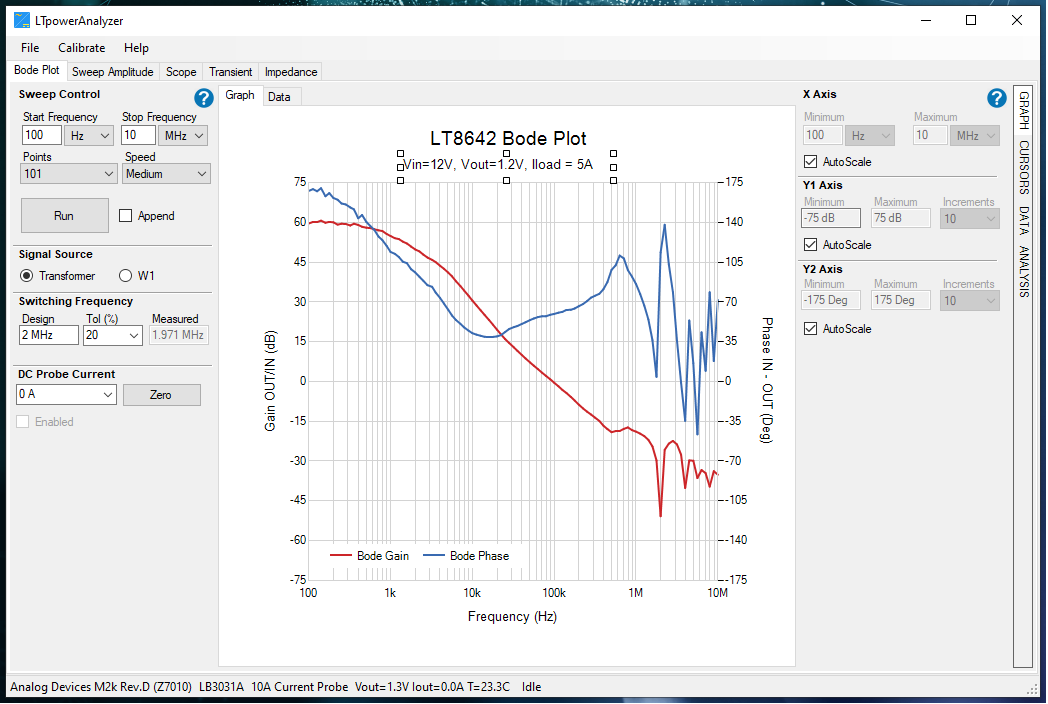 LTpowerAnalyzer
File Calibrate Help
Bode Plot Sweep Amplitude Scope Transient Impedance
Sweep Control
?
Start Frequency Stop Frequency
100 Hz 10 MHz
Points Speed
101 Medium
Run Append
Signal Source
Transformer W1
Switching Frequency
Design Tol (%) Measured
2 MHz 20 1.971 MHz
DC Probe Current
0 A Zero
Enabled
Graph Data
LT8642 Bode Plot
Vin=12V, Vout=1.2V, Iload = 5A
Gain OUT/IN (dB)
75
60
45
30
15
0
-15
-30
-45
-60
-75
175
140
105
70
35
0
-35
-70
-105
-140
-175
Phase IN - OUT (Deg)
Bode Gain Bode Phase
100 1k 10k 100k 1M 10M
Frequency (Hz)
X Axis
?
Minimum Maximum
100 Hz 10 MHz
AutoScale
Y1 Axis
Minimum Maximum Increments
-75 dB 75 dB 10
AutoScale
Y2 Axis
Minimum Maximum Increments
-175 Deg 175 Deg 10
AutoScale
GRAPH CURSORS DATA ANALYSIS
Analog Devices M2k Rev.D (Z7010) LB3031A 10A Current Probe Vout=1.3V Iout=0.0A T=23.3C Idle